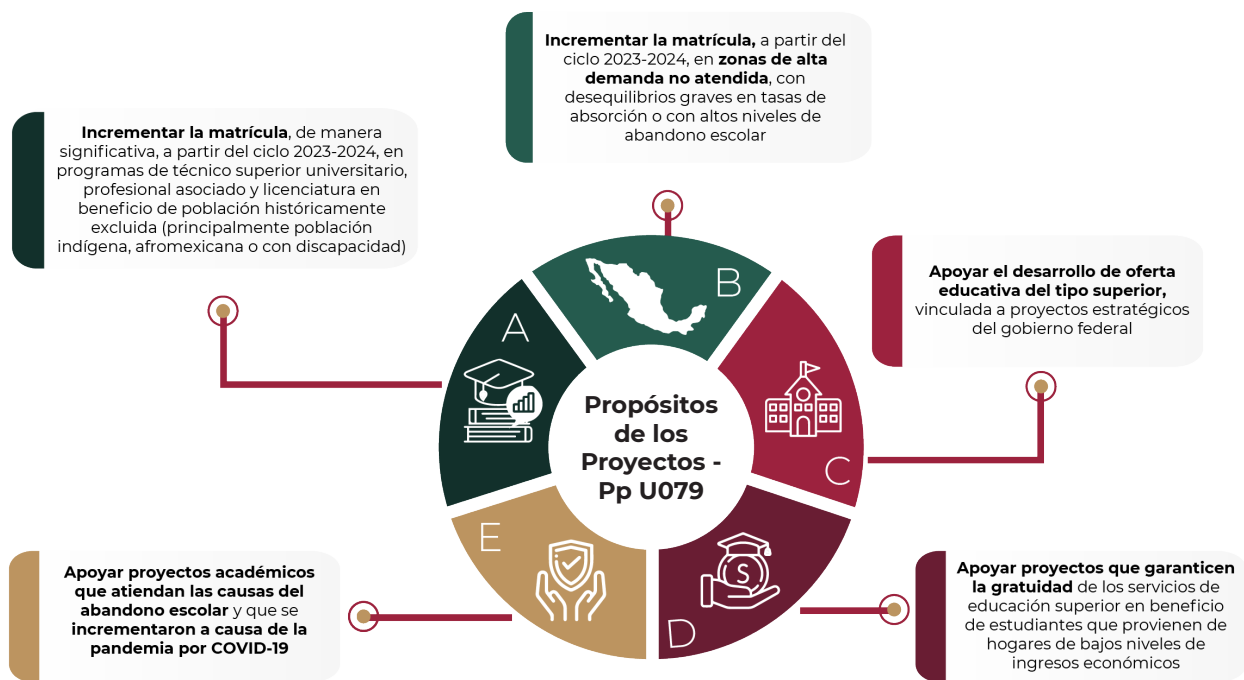 Incrementar la matrícula, a partir del
ciclo 2023-2024, en zonas de alta
demanda no atendida, con
desequilibrios graves en tasas de
absorción o con altos niveles de
abandono escolar
Incrementar la matrícula, de manera
significativa, a partir del ciclo 2023-2024, en
programas de técnico superior universitario,
profesional asociado y licenciatura en
beneficio de población históricamente
excluida (principalmente población
indígena, afromexicana o con discapacidad)
Apoyar el desarrollo de oferta
educativa del tipo superior,
vinculada a proyectos estratégicos
del gobierno federal
A
B
C
D
E
S
Propósitos
de los
Proyectos -
Pp U079
Apoyar proyectos académicos
que atiendan las causas del
abandono escolar y que se
incrementaron a causa de la
pandemia por COVID-19
Apoyar proyectos que garanticen
la gratuidad de los servicios de
educación superior en beneficio
de estudiantes que provienen de
hogares de bajos niveles de
ingresos económicos